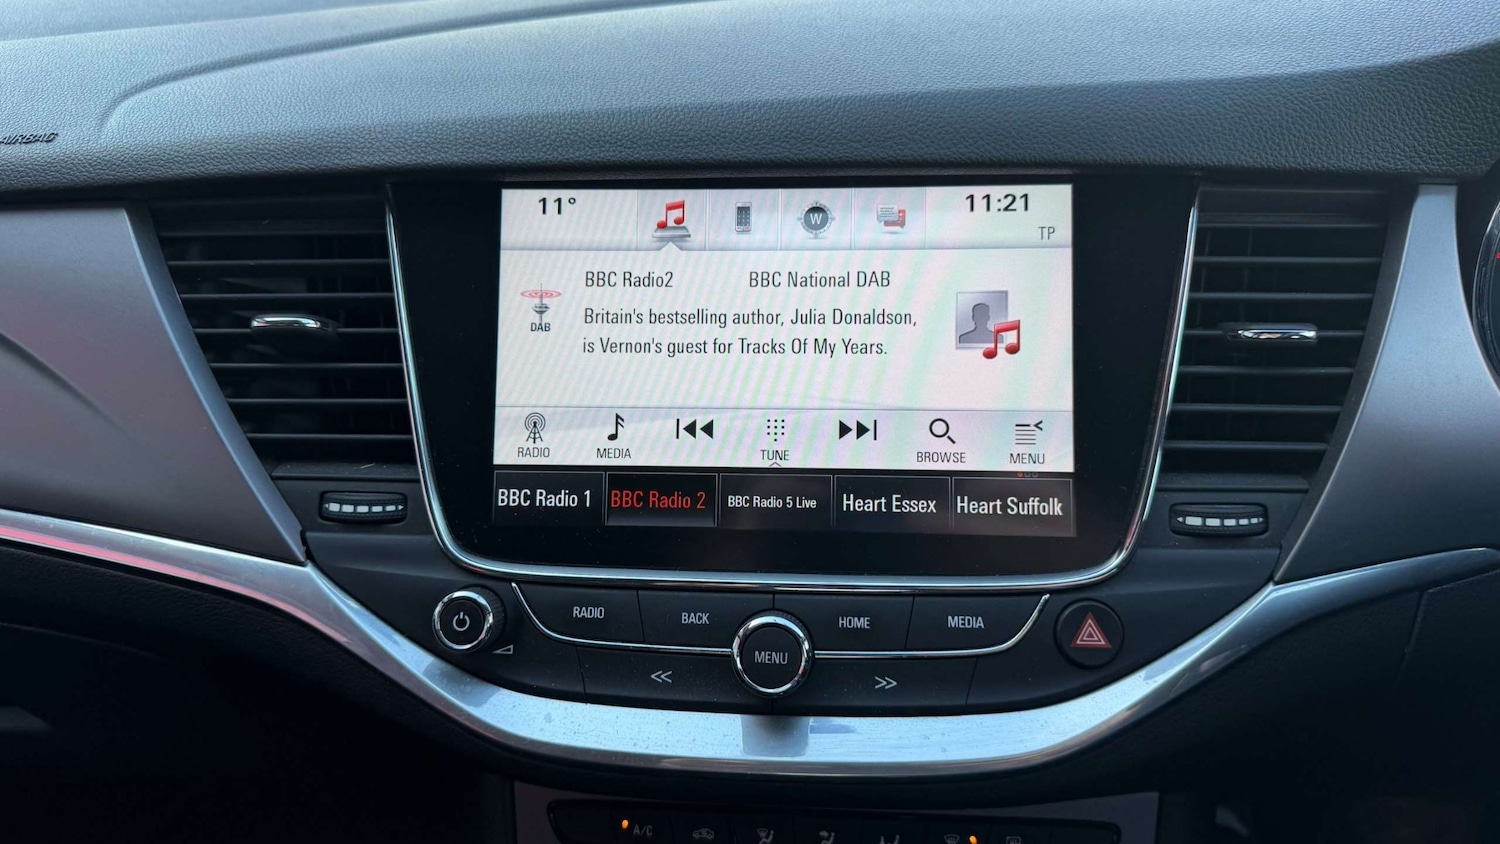 AIRBAG
11°
W
11:21
TP
BBC Radio2 BBC National DAB
DAB
Britain's bestselling author, Julia Donaldson,
is Vernon's guest for Tracks Of My Years.
RADIO MEDIA TUNE BROWSE MENU
BBC Radio 1 BBC Radio 2 BBC Radio 5 Live Heart Essex Heart Suffolk
RADIO BACK HOME MEDIA
MENU
A/C